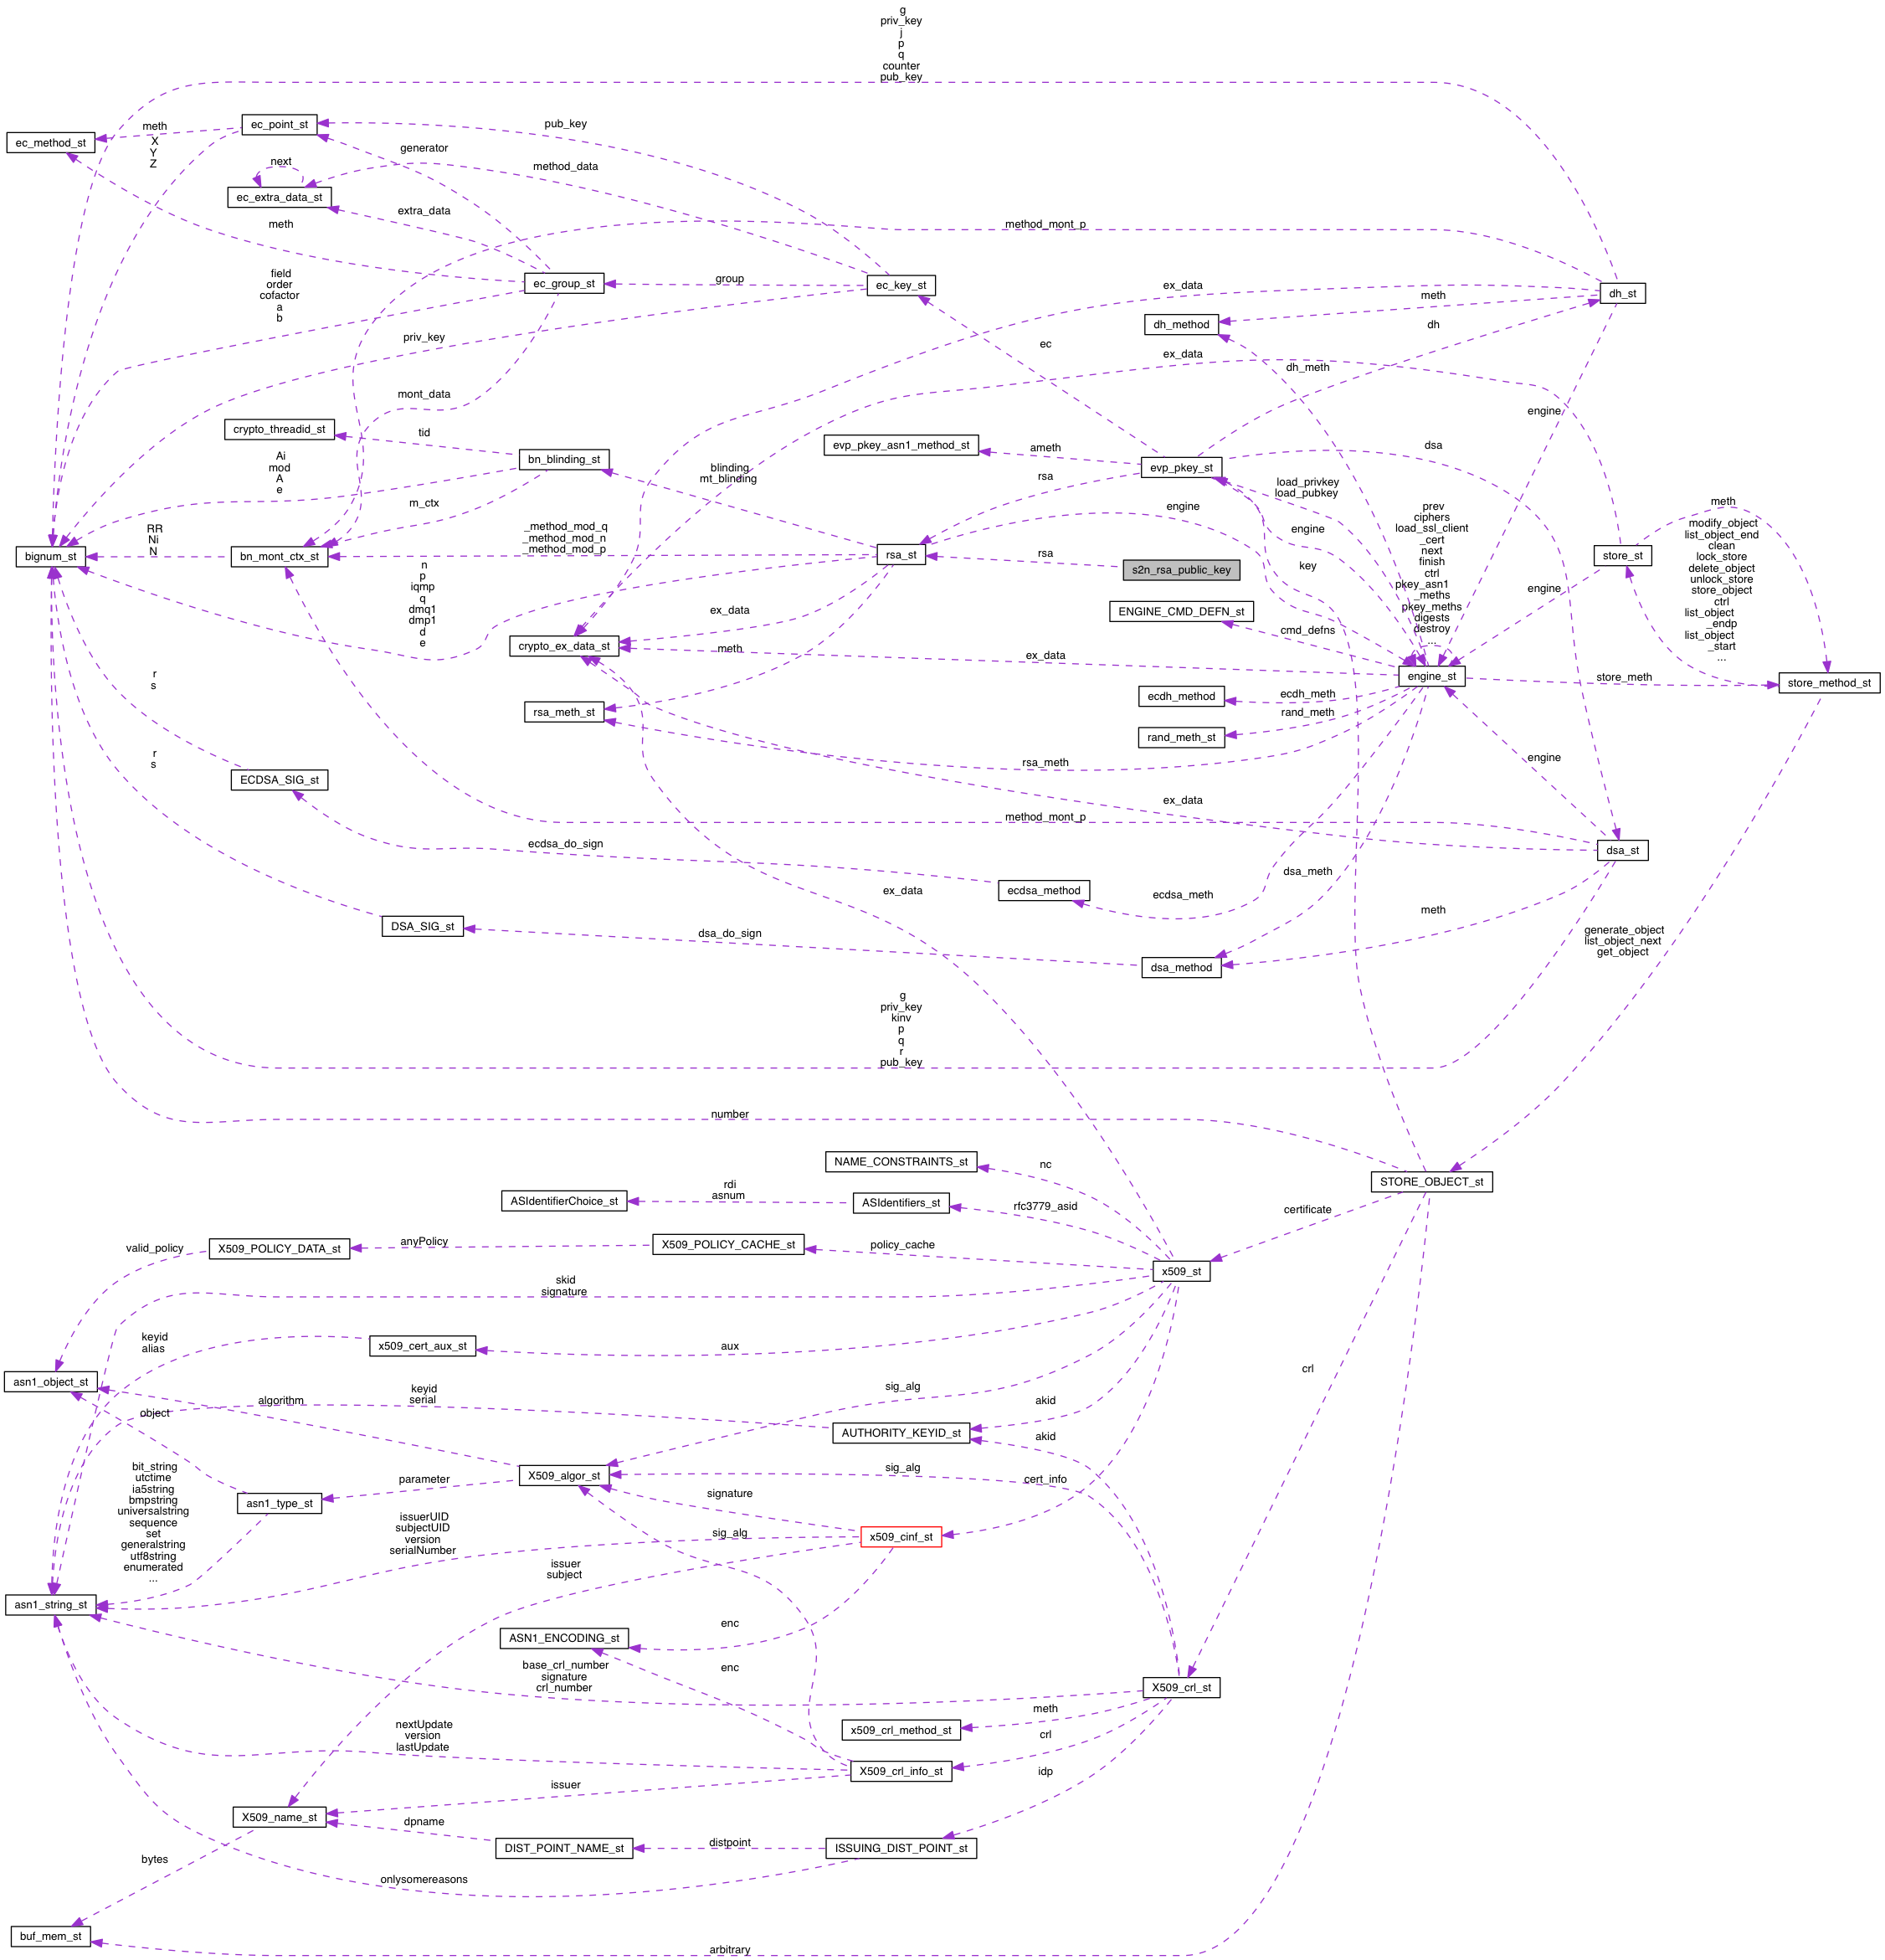 g
priv_key
j
p
q
counter
pub_key
ec_method_st
meth
X
Y
Z
ec_point_st
pub_key
generator
next
method_data
ec_extra_data_st
extra_data
meth
method_mont_p
field
order
cofactor
a
b
ec_group_st
group
ec_key_st
ex_data
meth
dh_st
dh_method
dh
priv_key
ec
ex_data
dh_meth
mont_data
engine
crypto_threadid_st
tid
evp_pkey_asn1_method_st
ameth
dsa
Ai
mod
A
e
bn_blinding_st
blinding
mt_blinding
evp_pkey_st
rsa
load_privkey
load_pubkey
m_ctx
engine
engine
prev
ciphers
load_ssl_client
_cert
next
finish
ctrl
pkey_asn1
_meths
pkey_meths
digests
destroy
...
meth
modify_object
list_object_end
clean
lock_store
delete_object
unlock_store
store_object
ctrl
list_object
_endp
list_object
_start
...
RR
Ni
N
_method_mod_q
_method_mod_n
_method_mod_p
bignum_st
bn_mont_ctx_st
rsa_st
rsa
s2n_rsa_public_key
key
store_st
engine
n
p
iqmp
q
dmq1
dmp1
d
e
ex_data
ENGINE_CMD_DEFN_st
cmd_defns
crypto_ex_data_st
meth
ex_data
engine_st
store_meth
store_method_st
r
s
rsa_meth_st
ecdh_method
ecdh_meth
rand_meth_st
rand_meth
r
s
rsa_meth
engine
ECDSA_SIG_st
ex_data
method_mont_p
ecdsa_do_sign
dsa_st
ex_data
ecdsa_method
ecdsa_meth
dsa_meth
DSA_SIG_st
dsa_do_sign
meth
dsa_method
generate_object
list_object_next
get_object
g
priv_key
kinv
p
q
r
pub_key
number
NAME_CONSTRAINTS_st
nc
STORE_OBJECT_st
ASIdentifierChoice_st
rdi
asnum
ASIdentifiers_st
rfc3779_asid
certificate
valid_policy
X509_POLICY_DATA_st
anyPolicy
X509_POLICY_CACHE_st
policy_cache
x509_st
skid
signature
keyid
alias
x509_cert_aux_st
aux
crl
asn1_object_st
algorithm
keyid
serial
sig_alg
akid
object
AUTHORITY_KEYID_st
akid
bit_string
utctime
ia5string
bmpstring
universalstring
sequence
set
generalstring
utf8string
enumerated
...
parameter
X509_algor_st
sig_alg
cert_info
asn1_type_st
signature
issuerUID
subjectUID
version
serialNumber
sig_alg
x509_cinf_st
issuer
subject
asn1_string_st
ASN1_ENCODING_st
enc
base_crl_number
signature
crl_number
enc
X509_crl_st
nextUpdate
version
lastUpdate
x509_crl_method_st
meth
crl
X509_crl_info_st
idp
issuer
X509_name_st
dpname
DIST_POINT_NAME_st
distpoint
ISSUING_DIST_POINT_st
bytes
onlysomereasons
buf_mem_st
arbitrary